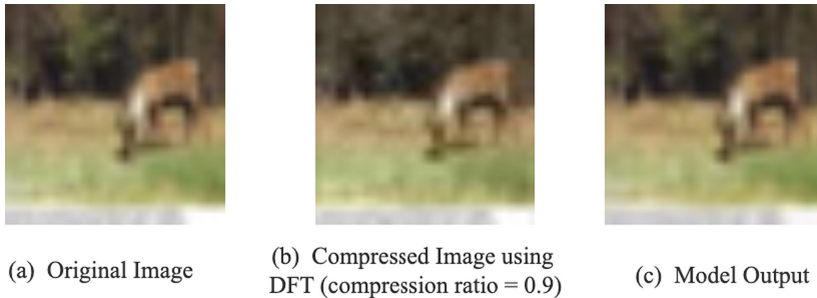 (a) Original Image
(b) Compressed Image using
DFT (compression ratio = 0.9)
(c) Model Output